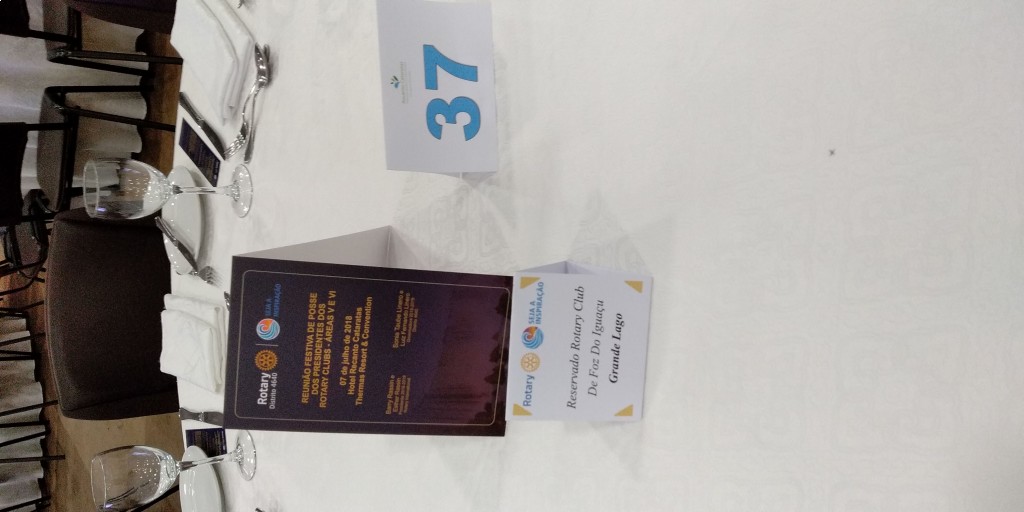 37
Rotary
Distrito 4640
SEJA A
INSPIRAÇÃO
REUNIÃO FESTIVA DE POSSE
DOS PRESIDENTES DOS
ROTARY CLUBS - ÁREAS V E VI
07 de julho de 2018
Hotel Recanto Cataratas
Thermas Resort & Convention
Rotary
SEJA A
INSPIRAÇÃO
Reservado Rotary Club
De Foz Do Iguaçu
Grande Lago